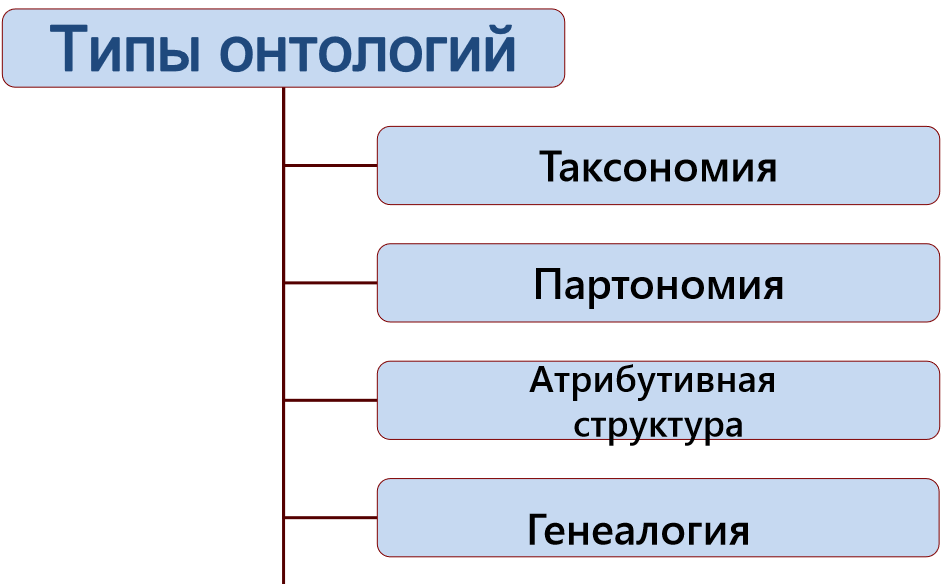 Типы онтологий
Таксономия
Партономия
Атрибутивная
структура
Генеалогия